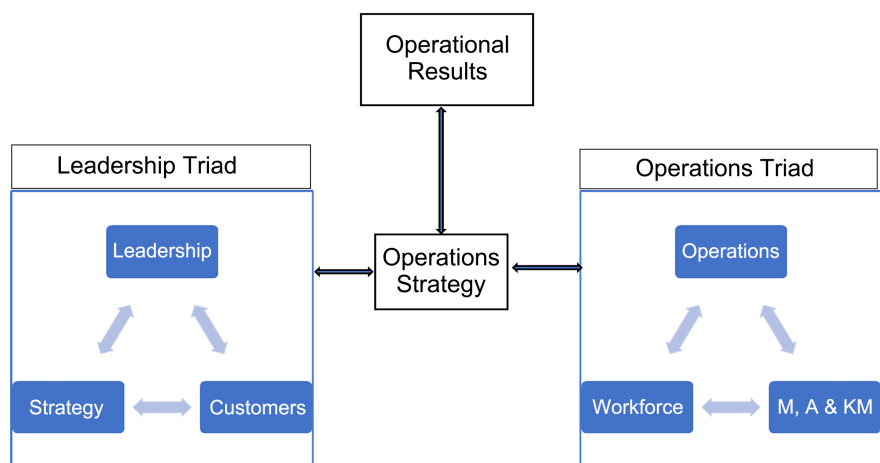 Operational
Results
Leadership Triad
Operations Triad
Leadership
Operations
Strategy
Operations
Strategy
Customers
Workforce
M, A & KM